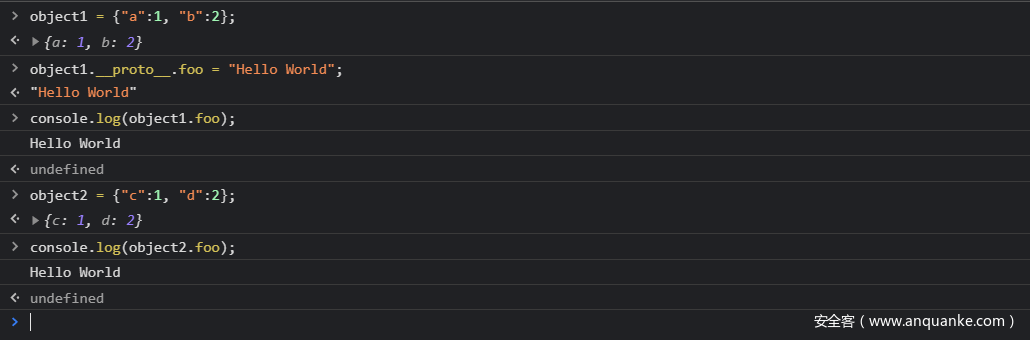 object1 = {"a":1, "b":2};
{a: 1, b: 2}
object1.__proto__.foo = "Hello World";
"Hello World"
console.log(object1.foo);
Hello World
undefined
object2 = {"c":1, "d":2};
{c: 1, d: 2}
console.log(object2.foo);
Hello World
undefined
安全客（www.anquanke.com）